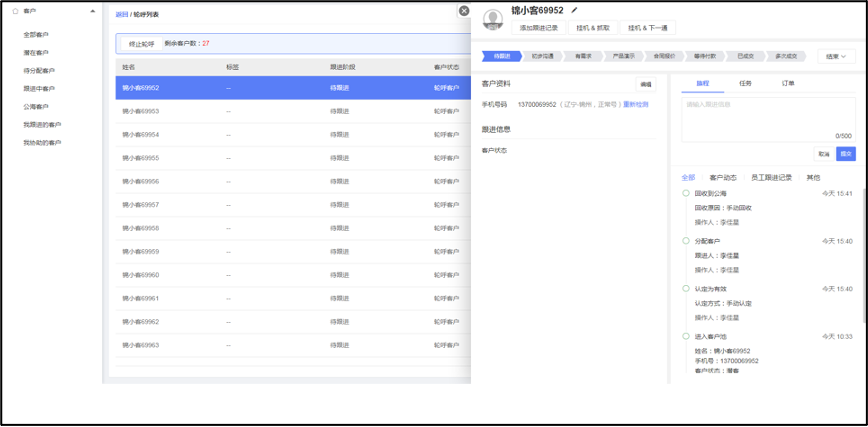 客户
全部客户
潜在客户
待分配客户
跟进中客户
公海客户
我跟进的客户
我协助的客户
返回 / 轮呼列表
终止轮呼 剩余客户数：27
姓名 标签 跟进阶段 客户状态
锦小客69952 -- 待跟进 轮呼客户
锦小客69953 -- 待跟进 轮呼客户
锦小客69954 -- 待跟进 轮呼客户
锦小客69955 -- 待跟进 轮呼客户
锦小客69956 -- 待跟进 轮呼客户
锦小客69957 -- 待跟进 轮呼客户
锦小客69958 -- 待跟进 轮呼客户
锦小客69959 -- 待跟进 轮呼客户
锦小客69960 -- 待跟进 轮呼客户
锦小客69961 -- 待跟进 轮呼客户
锦小客69962 -- 待跟进 轮呼客户
锦小客69963 -- 待跟进 轮呼客户
锦小客69952
添加跟进记录 挂机 & 抓取 挂机 & 下一通
待跟进 初步沟通 有需求 产品演示 合同报价 等待付款 已成交 多次成交 结束
客户资料 编辑
手机号码 13700069952（辽宁-锦州，正常号）重新检测
跟进信息
客户状态
旅程 任务 订单
请输入跟进信息
0/500
取消 提交
全部 客户动态 员工跟进记录 其他
回收到公海 今天 15:41
回收原因：手动回收
操作人：李佳星
分配客户 今天 15:40
跟进人：李佳星
操作人：李佳星
认定为有效 今天 15:40
认定方式：手动认定
操作人：李佳星
进入客户池 今天 10:33
姓名：锦小客69952
手机号：13700069952
客户状态：潜客